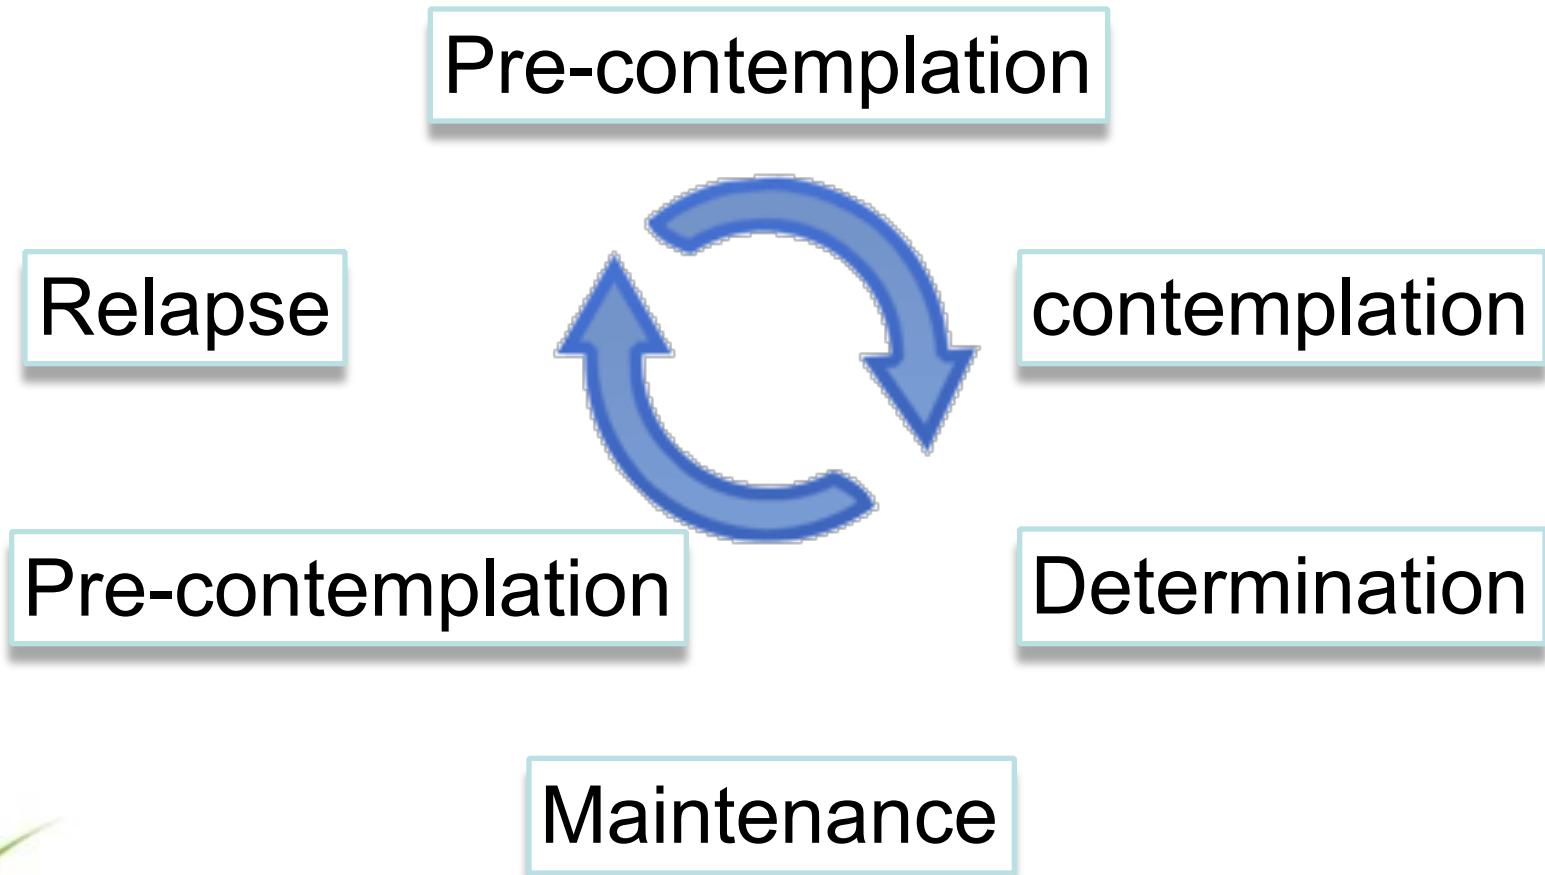 Pre-contemplation
Relapse
contemplation
Pre-contemplation
Determination
Maintenance